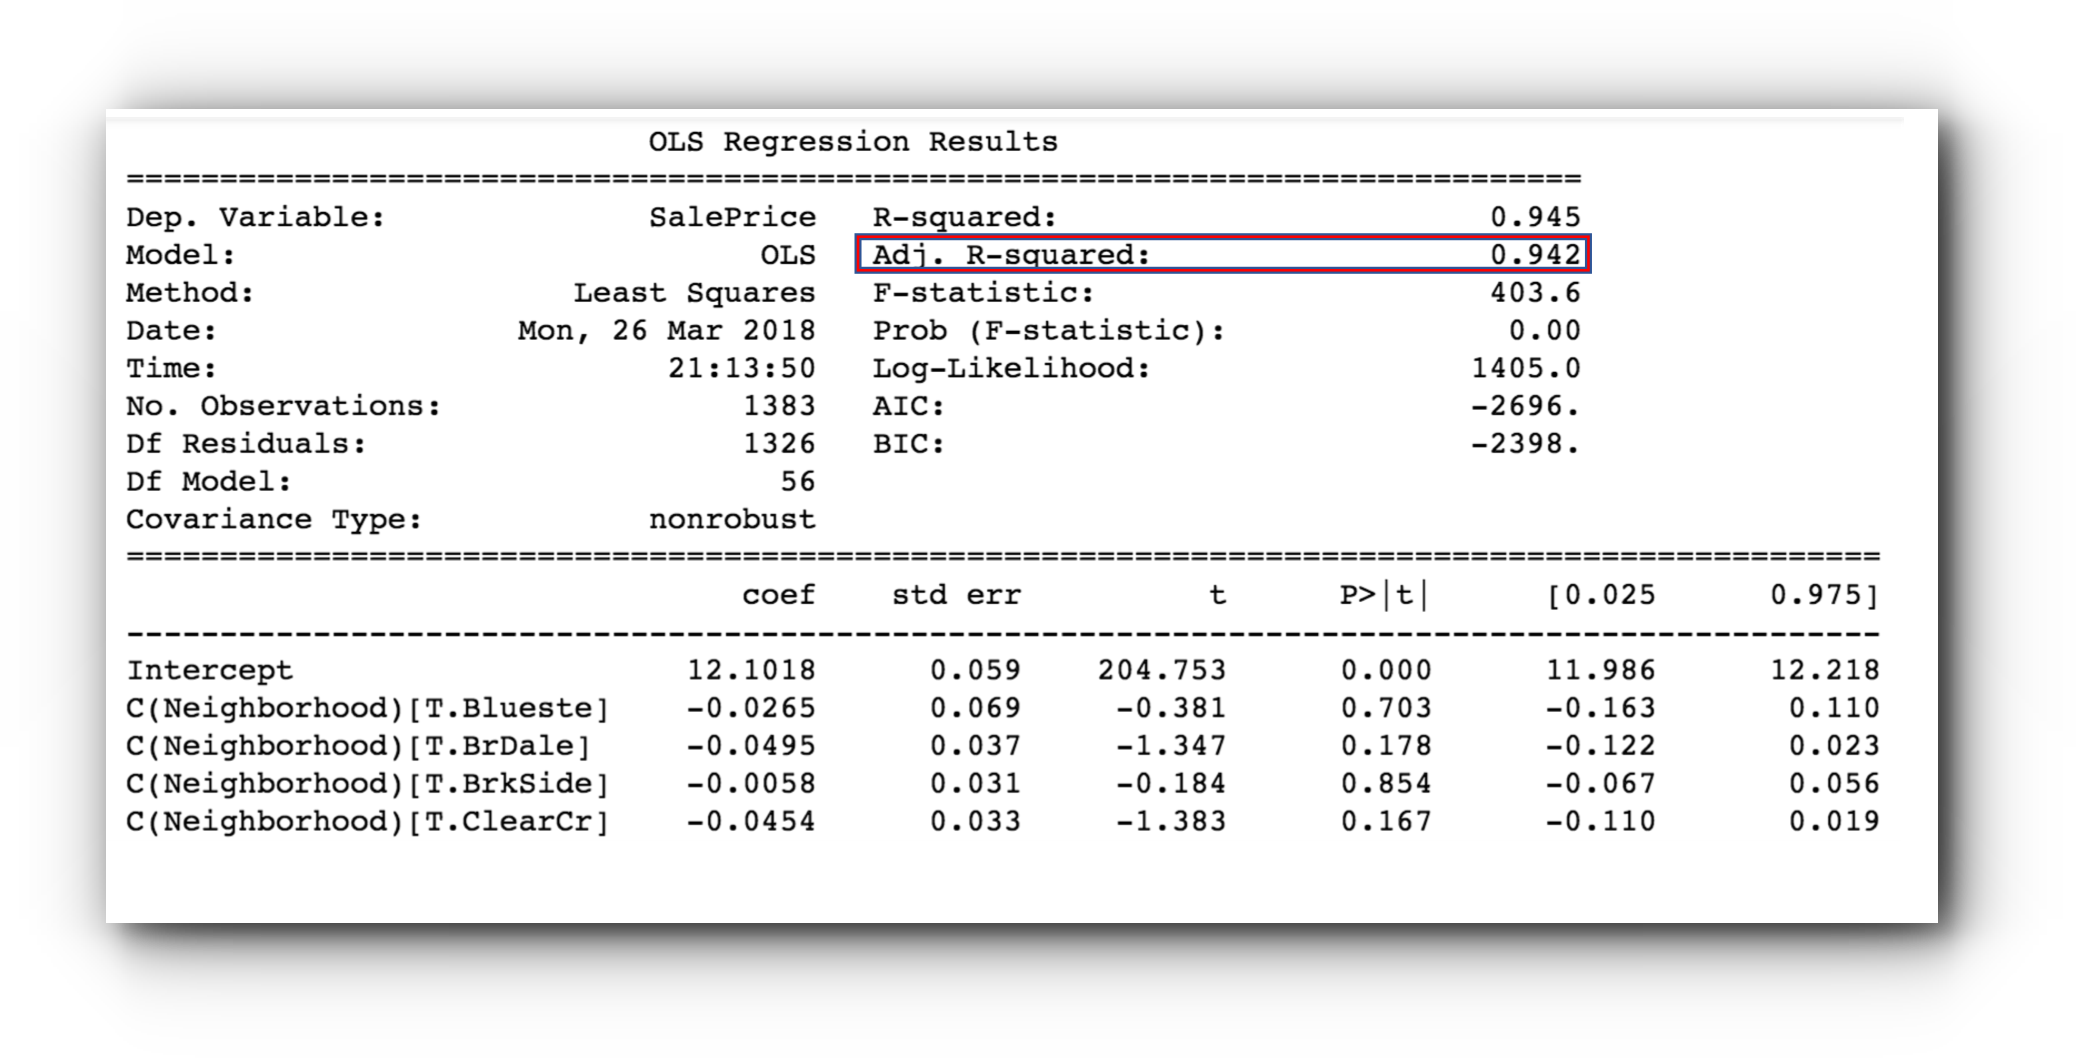 OLS Regression Results
==============================================================================
Dep. Variable: SalePrice R-squared: 0.945
Model: OLS Adj. R-squared: 0.942
Method: Least Squares F-statistic: 403.6
Date: Mon, 26 Mar 2018 Prob (F-statistic): 0.00
Time: 21:13:50 Log-Likelihood: 1405.0
No. Observations: 1383 AIC: -2696.
Df Residuals: 1326 BIC: -2398.
Df Model: 56
Covariance Type: nonrobust
==============================================================================================
coef std err t P>|t| [0.025 0.975]
----------------------------------------------------------------------------------------------
Intercept 12.1018 0.059 204.753 0.000 11.986 12.218
C(Neighborhood)[T.Blueste] -0.0265 0.069 -0.381 0.703 -0.163 0.110
C(Neighborhood)[T.BrDale] -0.0495 0.037 -1.347 0.178 -0.122 0.023
C(Neighborhood)[T.BrkSide] -0.0058 0.031 -0.184 0.854 -0.067 0.056
C(Neighborhood)[T.ClearCr] -0.0454 0.033 -1.383 0.167 -0.110 0.019